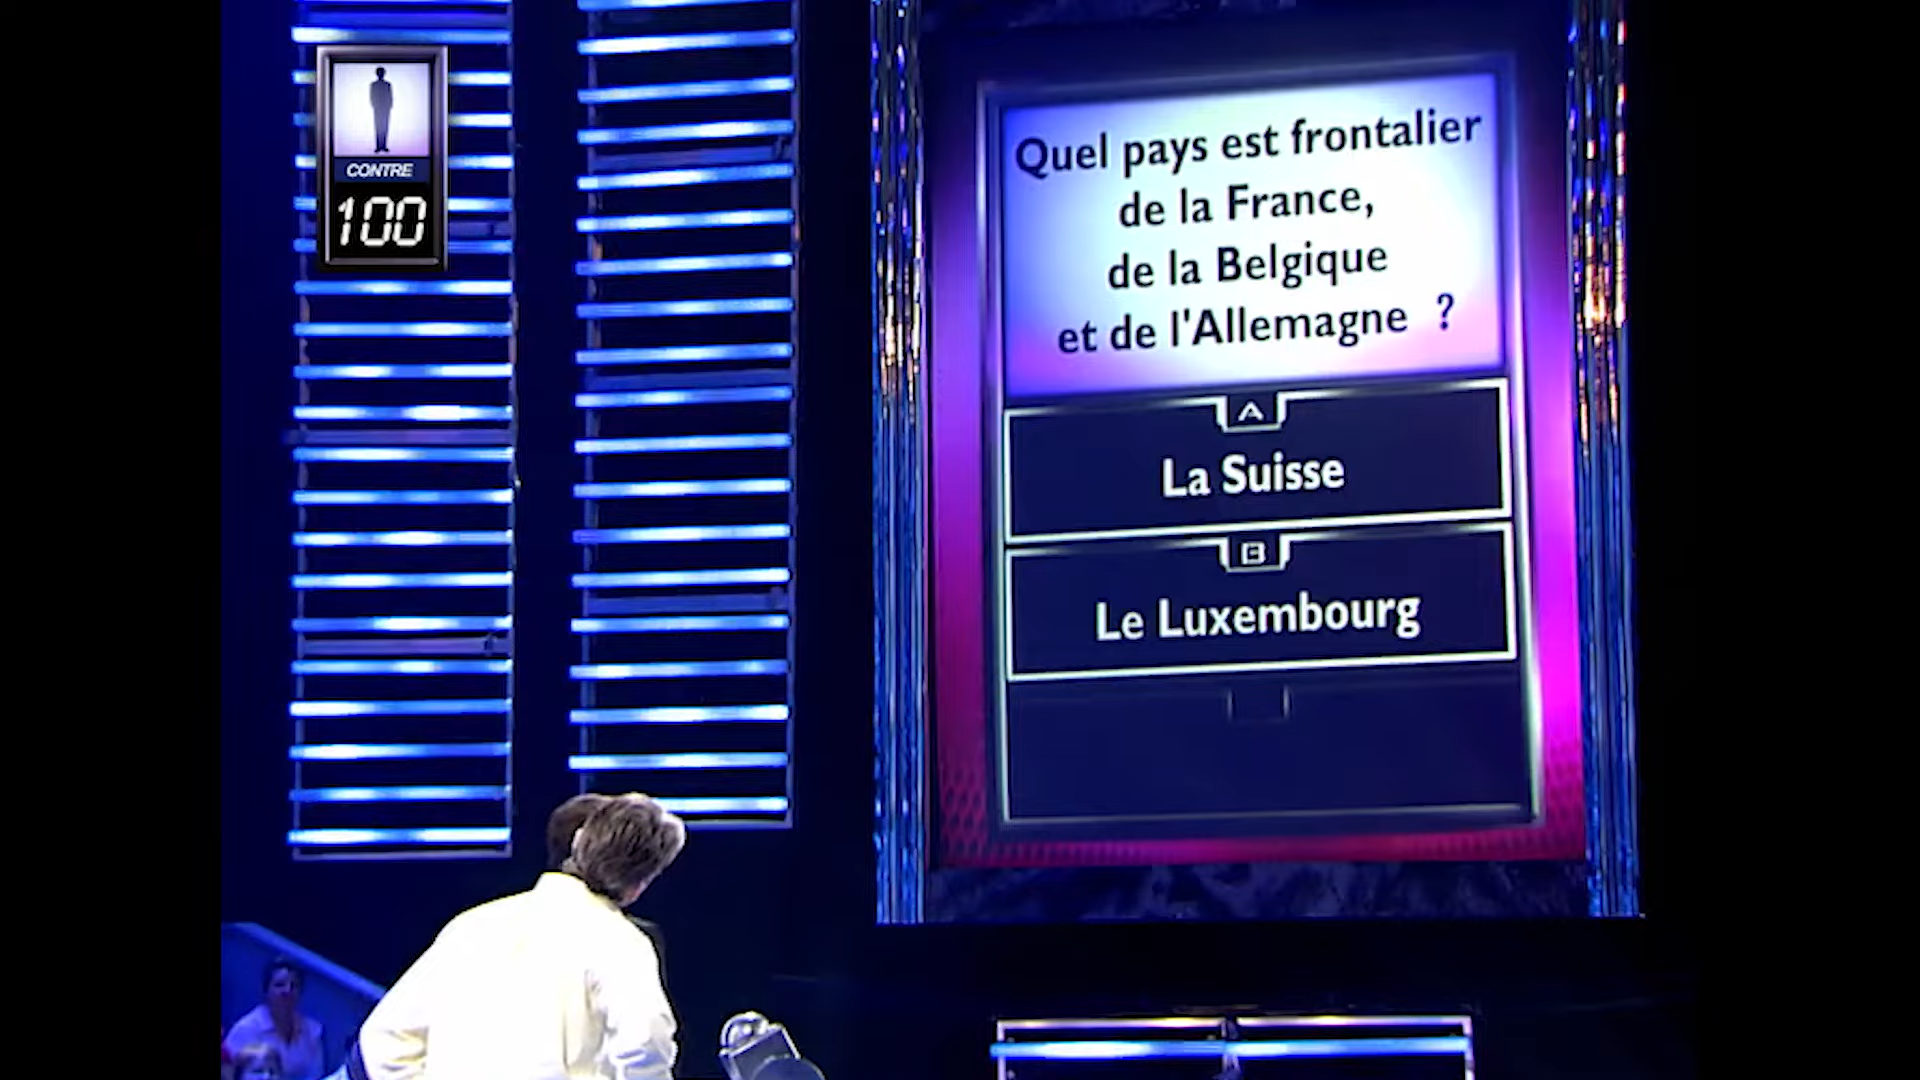 CONTRE
100
Quel pays est frontalier
de la France,
de la Belgique
et de l'Allemagne ?
A
La Suisse
B
Le Luxembourg